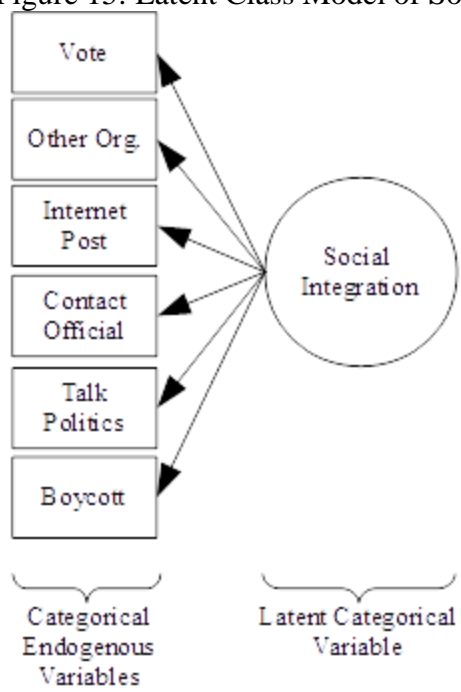 Figure 13: Latent Class Model of So
Vote
Other Org.
Internet
Post
Contact
Official
Talk
Politics
Boycott
Social
Integration
Categorical
Endogenous
Variables
Latent Categorical
Variable